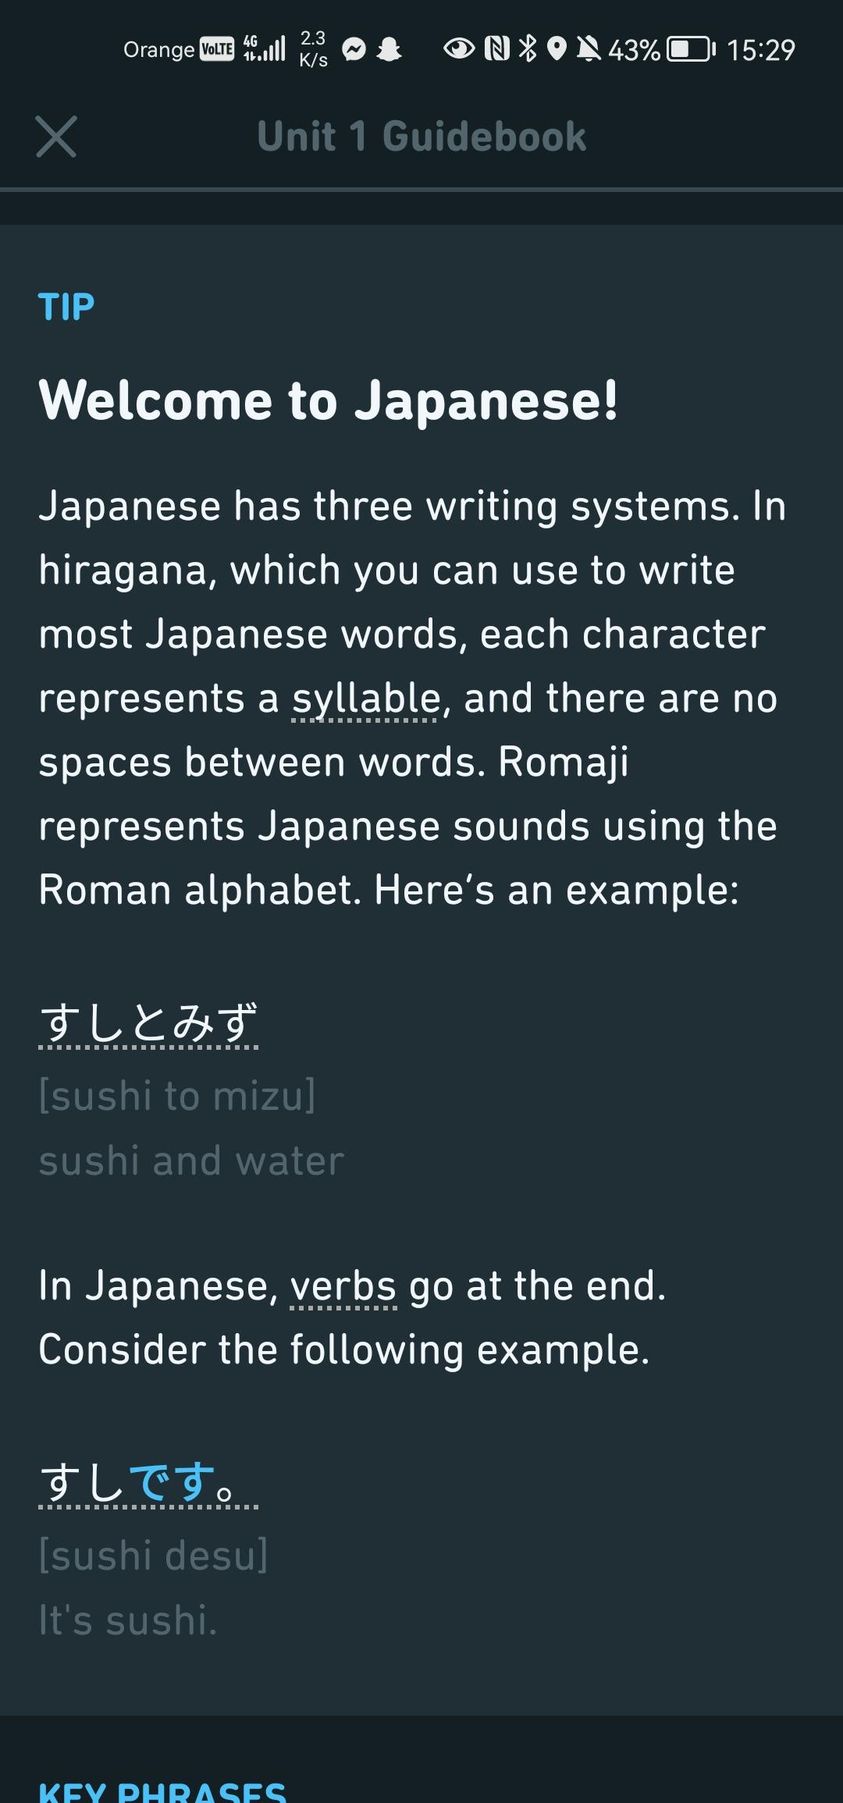 Orange VoLTE 4G 2.3 K/s 43% 15:29
Unit 1 Guidebook
TIP
Welcome to Japanese!
Japanese has three writing systems. In
hiragana, which you can use to write
most Japanese words, each character
represents a syllable, and there are no
spaces between words. Romaji
represents Japanese sounds using the
Roman alphabet. Here’s an example:
すしとみず
[sushi to mizu]
sushi and water
In Japanese, verbs go at the end.
Consider the following example.
すしです。
[sushi desu]
It's sushi.
KEY PHRASES